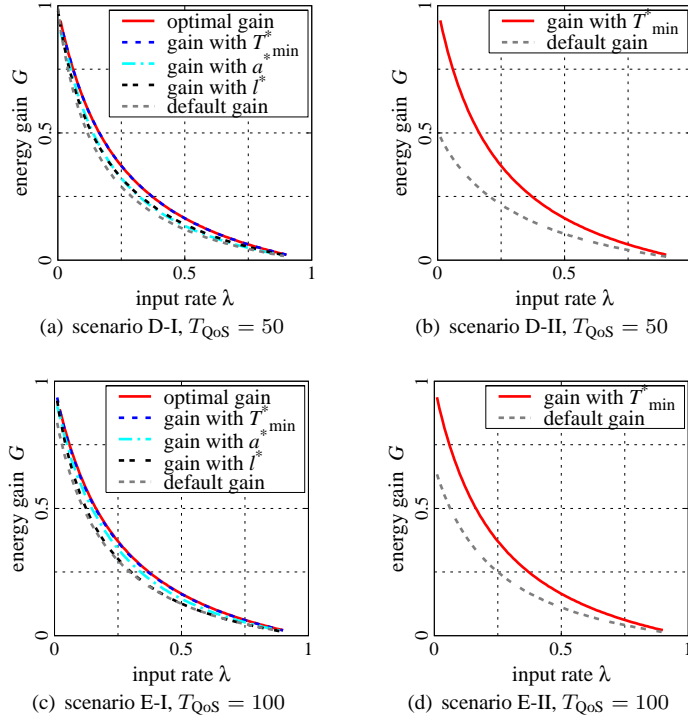 1
0.5
0
energy gain G
optimal gain
gain with T*min
gain with a*
gain with l*
default gain
0 0.5 1
input rate λ
(a) scenario D-I, TQoS = 50
1
0.5
0
energy gain G
gain with T*min
default gain
0 0.5 1
input rate λ
(b) scenario D-II, TQoS = 50
1
0.5
0
energy gain G
optimal gain
gain with T*min
gain with a*
gain with l*
default gain
0 0.5 1
input rate λ
(c) scenario E-I, TQoS = 100
1
0.5
0
energy gain G
gain with T*min
default gain
0 0.5 1
input rate λ
(d) scenario E-II, TQoS = 100